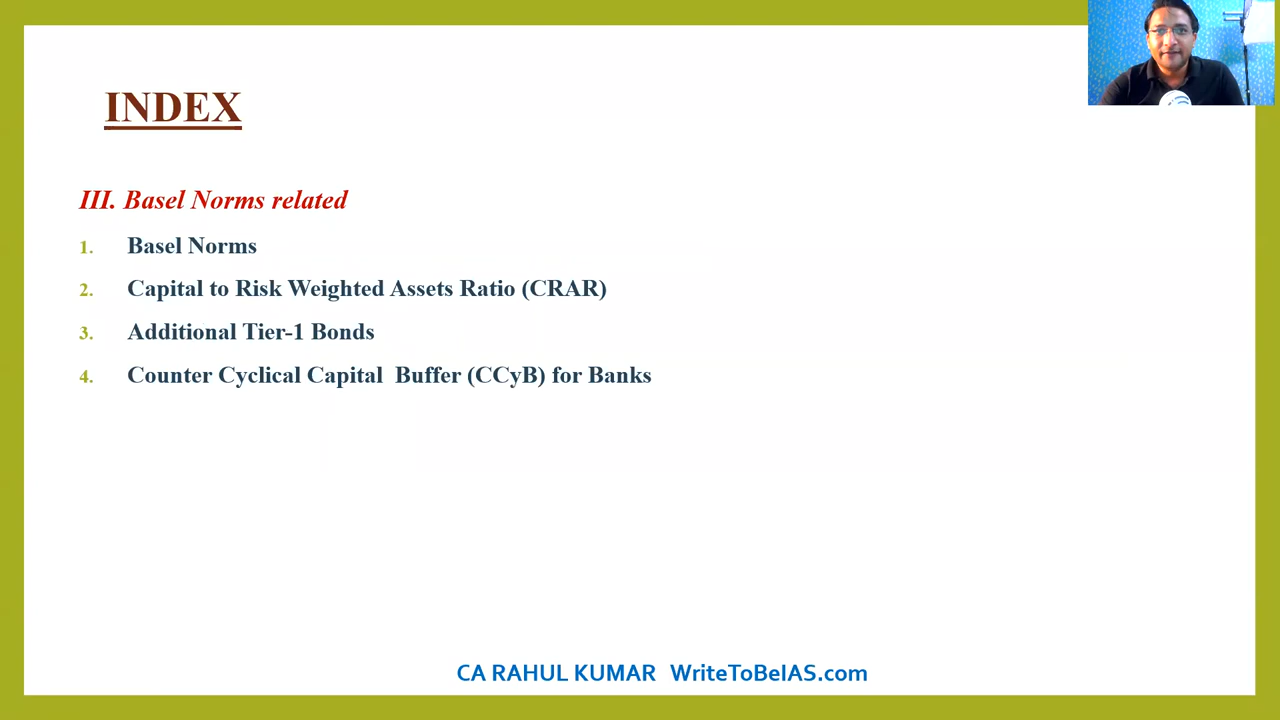 INDEX
III. Basel Norms related
1. Basel Norms
2. Capital to Risk Weighted Assets Ratio (CRAR)
3. Additional Tier-1 Bonds
4. Counter Cyclical Capital  Buffer (CCyB) for Banks
CA RAHUL KUMAR   WriteToBeIAS.com